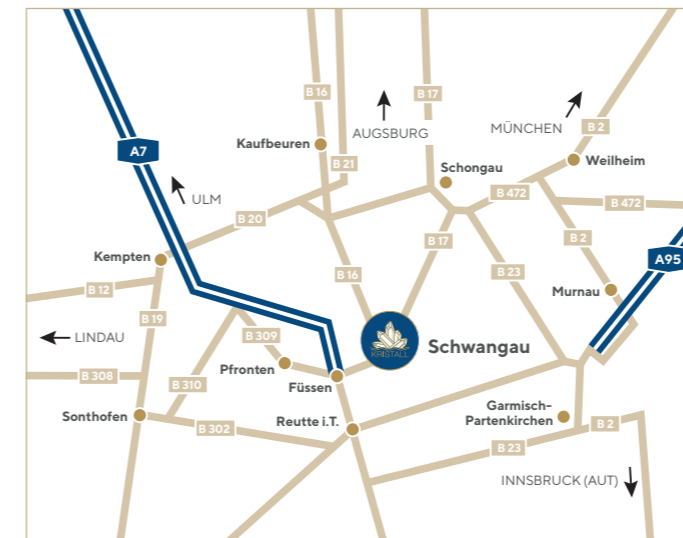 B 16
B 17
B 2
A7
Kaufbeuren
AUGSBURG
MÜNCHEN
Weilheim
B 21
Schongau
ULM
B 472
B 472
B 20
B 17
B 2
Kempten
A95
B 16
B 23
B 12
Murnau
B 19
LINDAU
B 309
KRISTALL
Schwangau
Pfronten
B 308
B 310
Füssen
Sonthofen
Reutte i.T.
Garmisch-
Partenkirchen
B 302
B 2
B 23
INNSBRUCK (AUT)